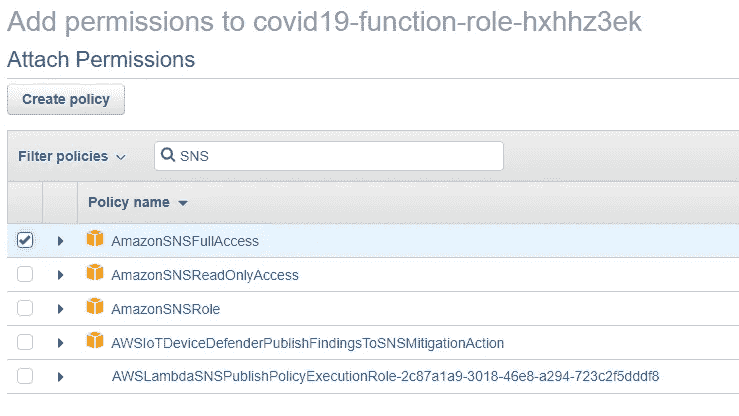 Add permissions to covid19-function-role-hxhhz3ek
Attach Permissions
Create policy
Filter policies
SNS
Policy name
AmazonSNSFullAccess
AmazonSNSReadOnlyAccess
AmazonSNSRole
AWSIoTDeviceDefenderPublishFindingsToSNSMitigationAction
AWSLambdaSNSPublishPolicyExecutionRole-2c87a1a9-3018-46e8-a294-723c2f5dddf8